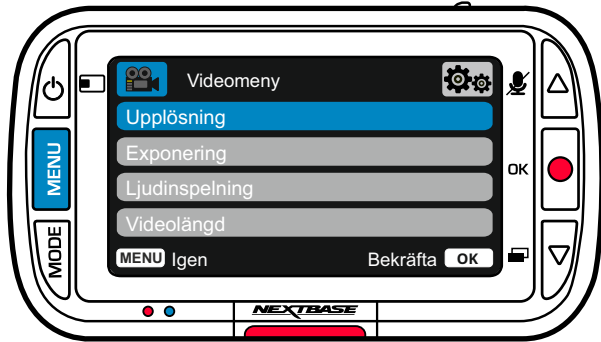 Videomeny
Upplösning
Exponering
Ljudinspelning
Videolängd
MENU Igen
Bekräfta OK
MENU
MODE
OK
NEXTBASE